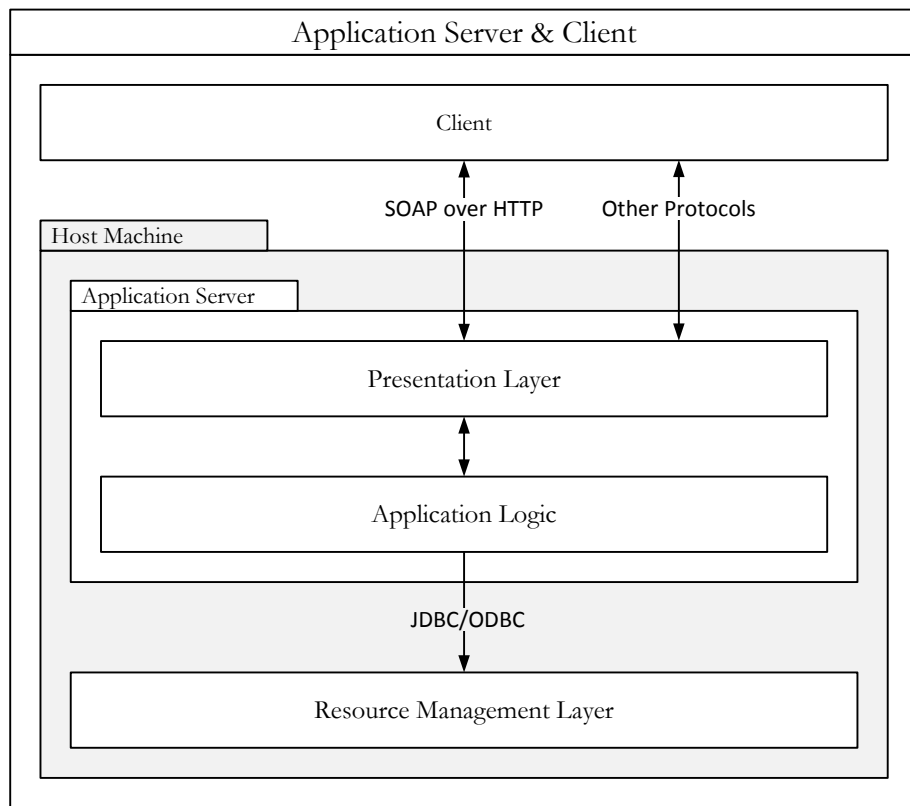 Application Server & Client
Client
SOAP over HTTP
Other Protocols
Host Machine
Application Server
Presentation Layer
Application Logic
JDBC/ODBC
Resource Management Layer